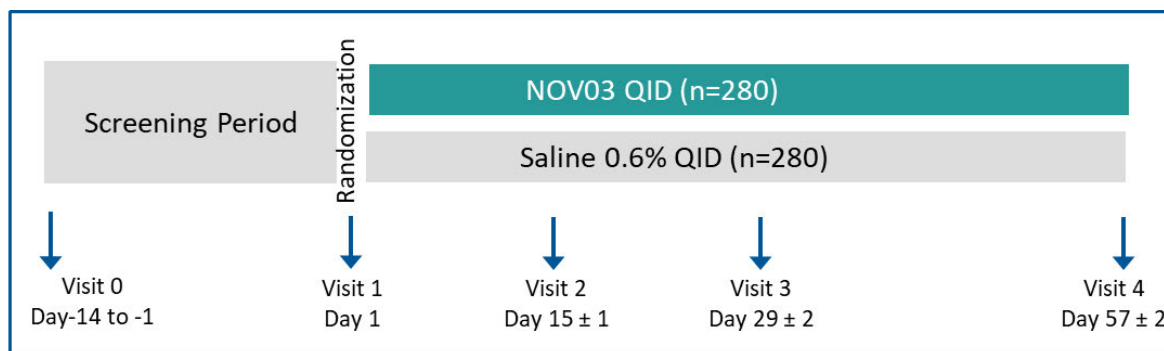 Screening Period
Randomization
NOV03 QID (n=280)
Saline 0.6% QID (n=280)
Visit 0
Day-14 to -1
Visit 1
Day 1
Visit 2
Day 15 ± 1
Visit 3
Day 29 ± 2
Visit 4
Day 57 ± 2